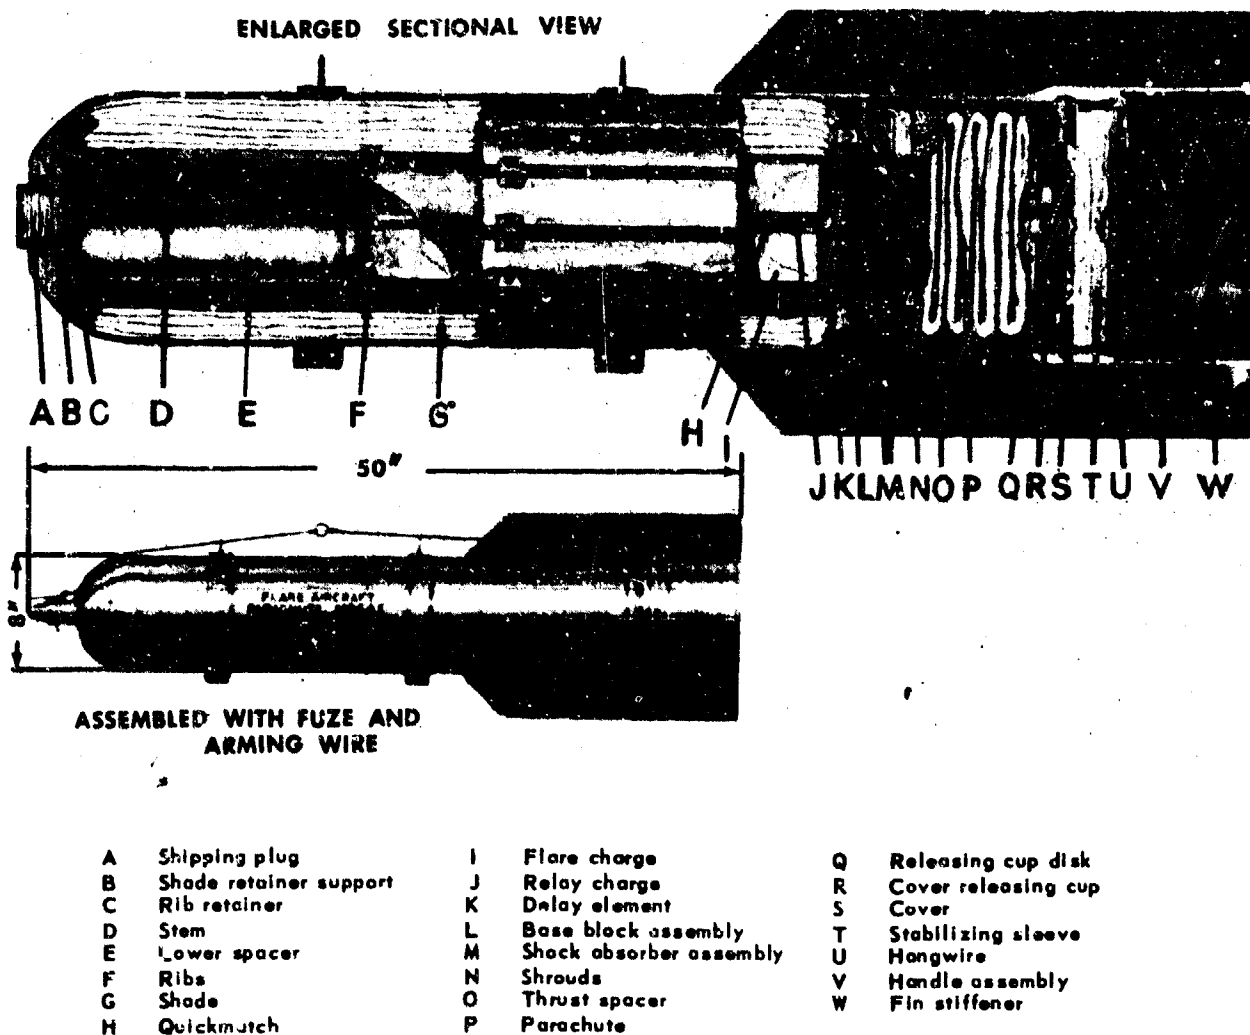 ENLARGED SECTIONAL VIEW
A B C D E F G H I J K L M N O P Q R S T U V W
50"
8"
FLARE AIRCRAFT
ASSEMBLED WITH FUZE AND
ARMING WIRE
A Shipping plug
B Shade retainer support
C Rib retainer
D Stem
E Lower spacer
F Ribs
G Shade
H Quickmatch
I Flare charge
J Relay charge
K Delay element
L Base block assembly
M Shock absorber assembly
N Shrouds
O Thrust spacer
P Parachute
Q Releasing cup disk
R Cover releasing cup
S Cover
T Stabilizing sleeve
U Hangwire
V Handle assembly
W Fin stiffener